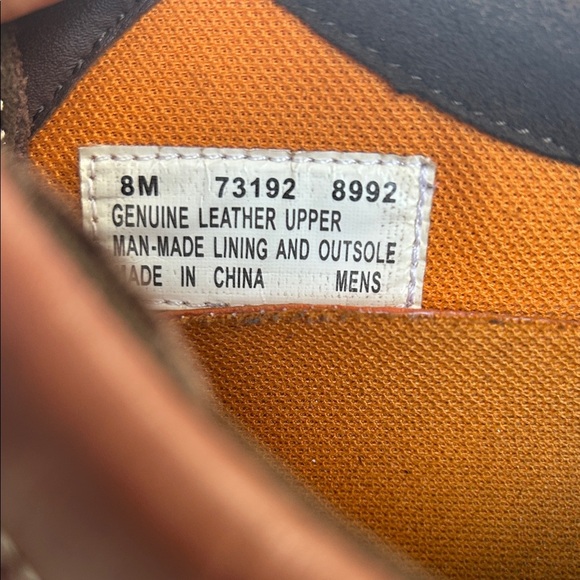 8M 73192 8992
GENUINE LEATHER UPPER
MAN-MADE LINING AND OUTSOLE
MADE IN CHINA MENS